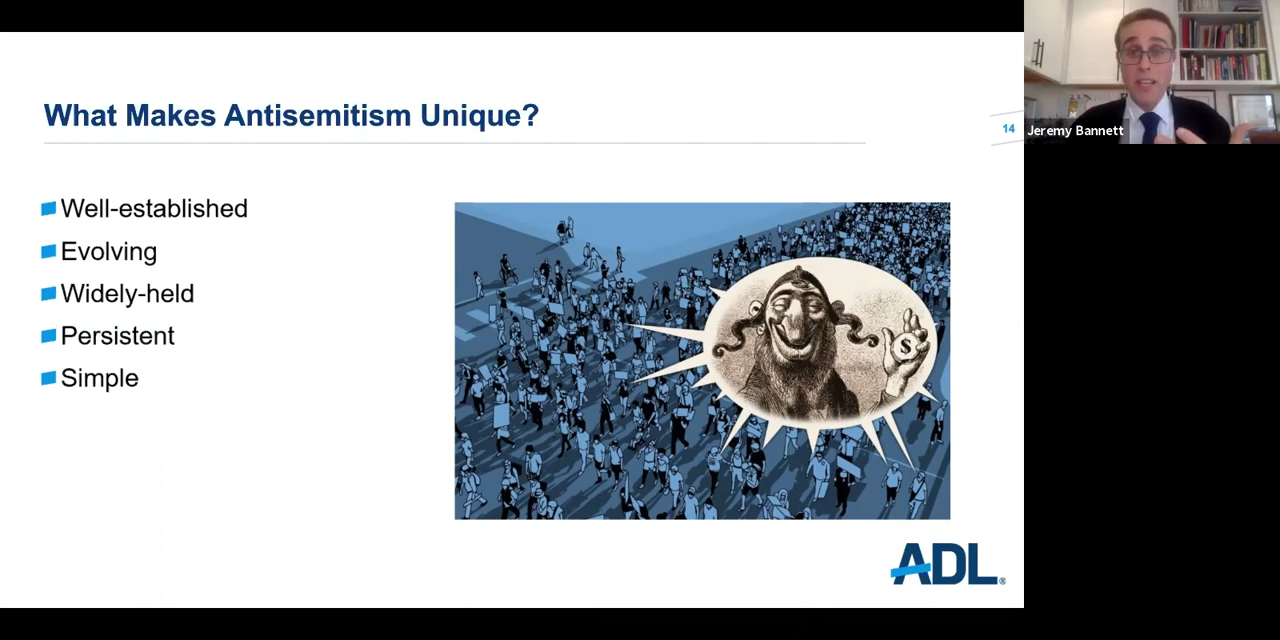 What Makes Antisemitism Unique?
14
Jeremy Bannett
Well-established
Evolving
Widely-held
Persistent
Simple
$
ADL®